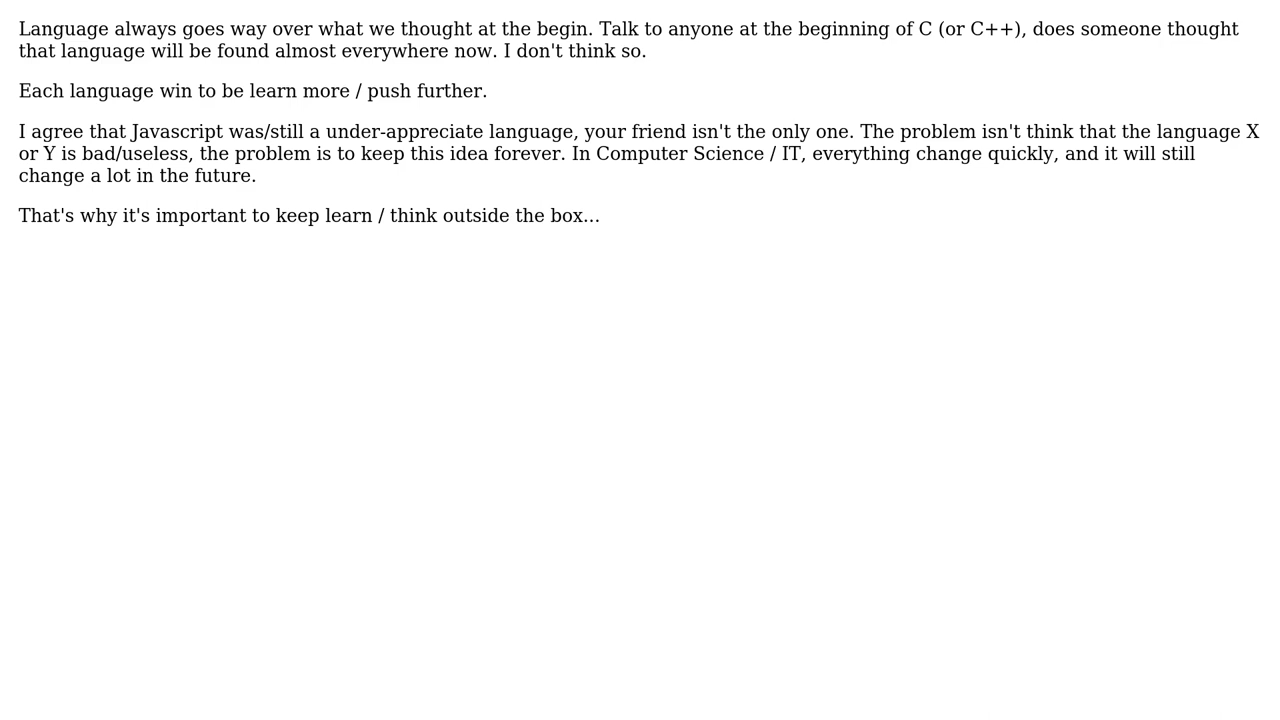 Language always goes way over what we thought at the begin. Talk to anyone at the beginning of C (or C++), does someone thought
that language will be found almost everywhere now. I don't think so.
Each language win to be learn more / push further.
I agree that Javascript was/still a under-appreciate language, your friend isn't the only one. The problem isn't think that the language X
or Y is bad/useless, the problem is to keep this idea forever. In Computer Science / IT, everything change quickly, and it will still
change a lot in the future.
That's why it's important to keep learn / think outside the box...